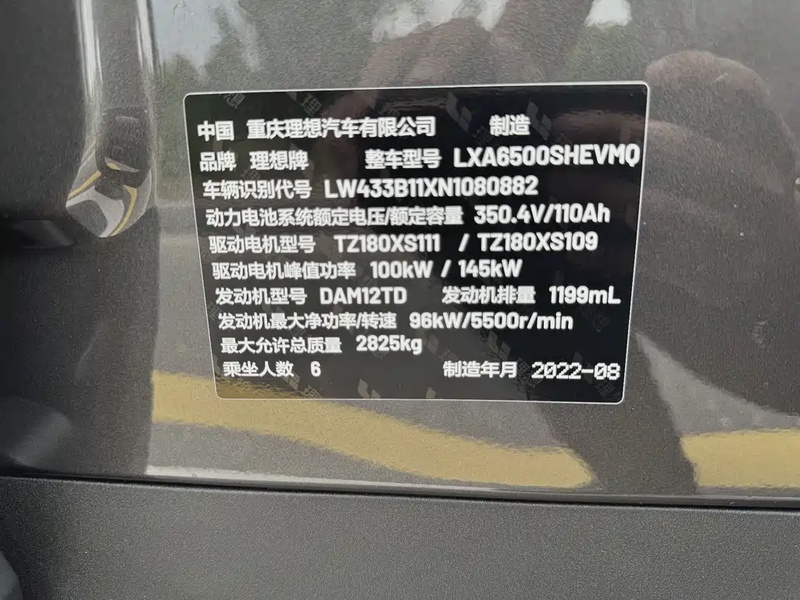 中国 重庆理想汽车有限公司 制造
品牌 理想牌 整车型号 LXA6500SHEVMQ
车辆识别代号 LW433B11XN1080882
动力电池系统额定电压/额定容量 350.4V/110Ah
驱动电机型号 TZ180XS111 / TZ180XS109
驱动电机峰值功率 100kW / 145kW
发动机型号 DAM12TD 发动机排量 1199mL
发动机最大净功率/转速 96kW/5500r/min
最大允许总质量 2825kg
乘坐人数 6 制造年月 2022-08